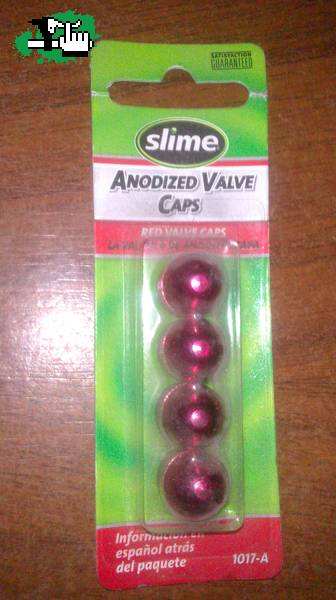 SATISFACTION
GUARANTEED
slime
ANODIZED VALVE
CAPS
RED VALVE CAPS
Información en
español atrás
del paquete
1017-A